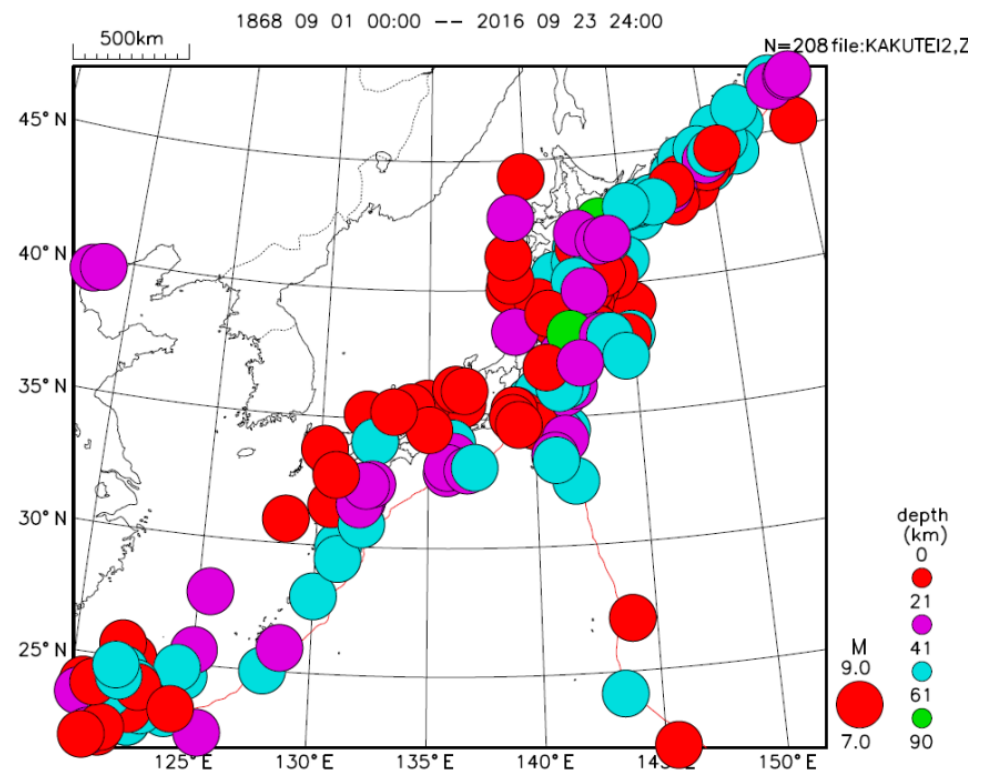 1868 09 01 00:00 -- 2016 09 23 24:00
500km
N=208 file:KAKUTEI2,Z
45°N
40°N
35°N
30°N
25°N
125°E
130°E
135°E
140°E
145°E
150°E
depth
(km)
0
21
41
61
90
M
9.0
7.0